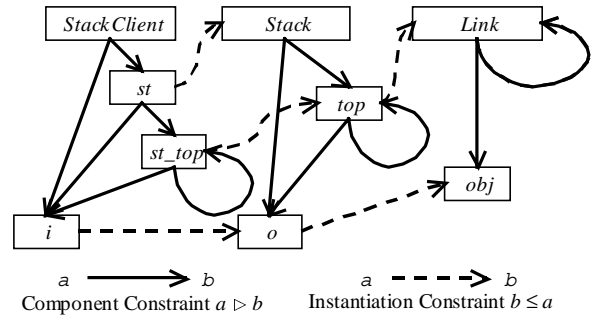 StackClient Stack Link
st
top
st_top
obj
i o
a b a b
Component Constraint a ▷ b Instantiation Constraint b ≤ a